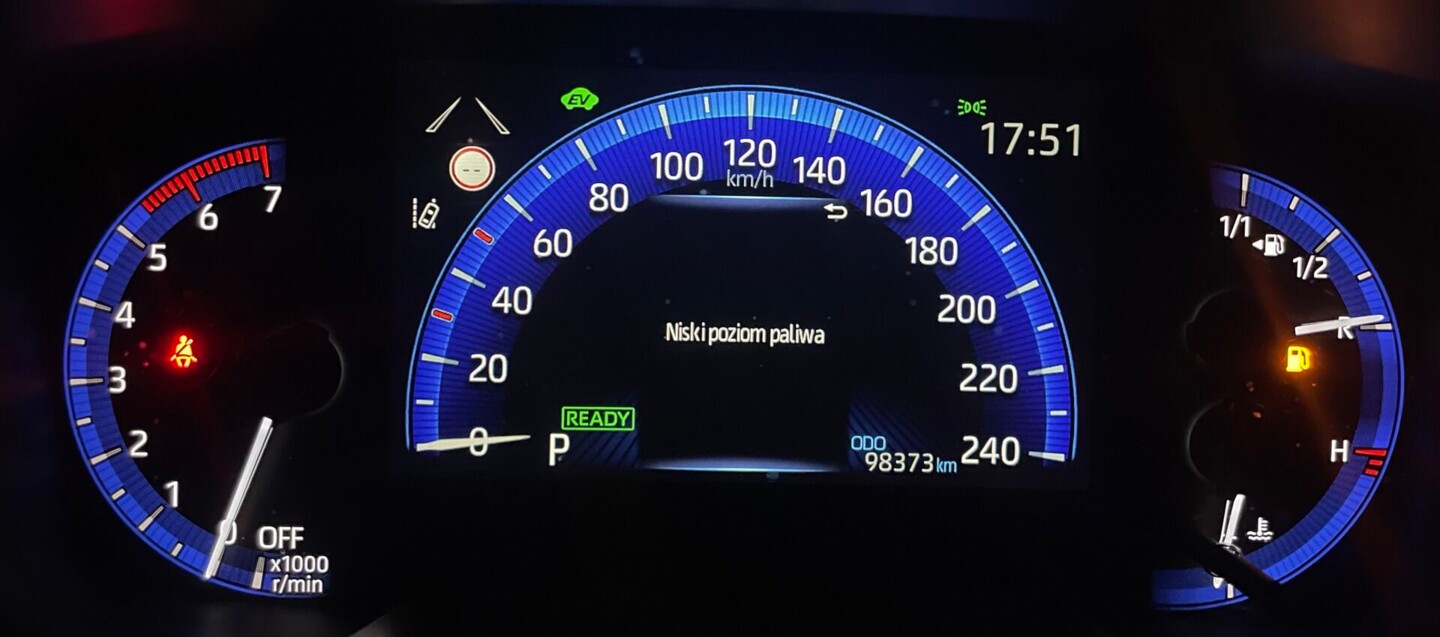 7
6
5
4
3
2
1
0
OFF
x1000
r/min
EV
--
0
20
40
60
80
100
120
km/h
140
160
180
200
220
240
17:51
Niski poziom paliwa
READY
P
ODO
98373 km
1/1
1/2
R
H